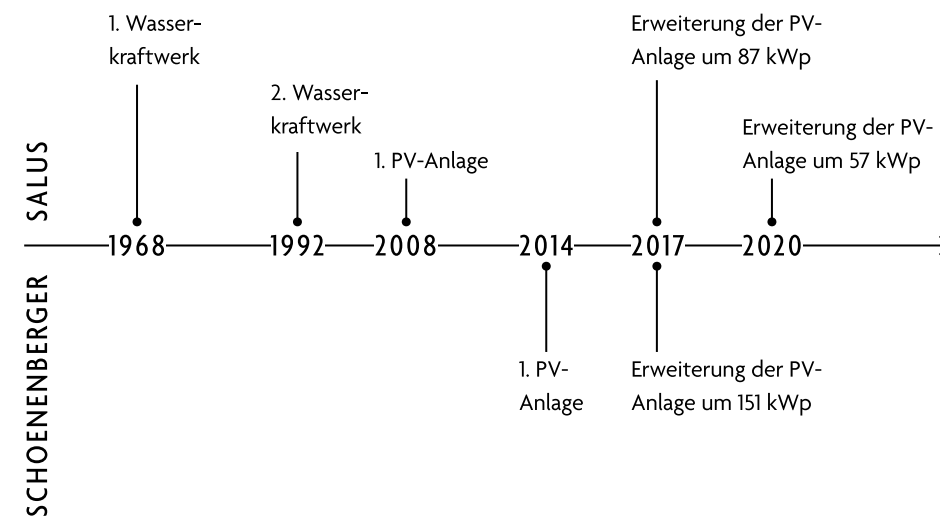 1. Wasser-
kraftwerk
2. Wasser-
kraftwerk
1. PV-Anlage
Erweiterung der PV-
Anlage um 87 kWp
Erweiterung der PV-
Anlage um 57 kWp
SALUS
1968 1992 2008 2014 2017 2020
SCHOENENBERGER
1. PV-
Anlage
Erweiterung der PV-
Anlage um 151 kWp